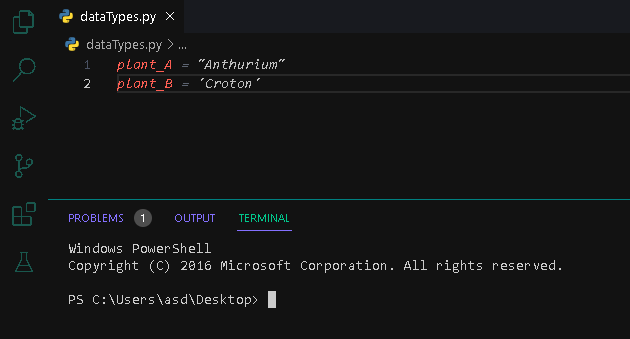 dataTypes.py ×
dataTypes.py > ...
1 plant_A = "Anthurium"
2 plant_B = 'Croton'
PROBLEMS 1 OUTPUT TERMINAL
Windows PowerShell
Copyright (C) 2016 Microsoft Corporation. All rights reserved.
PS C:\Users\asd\Desktop>